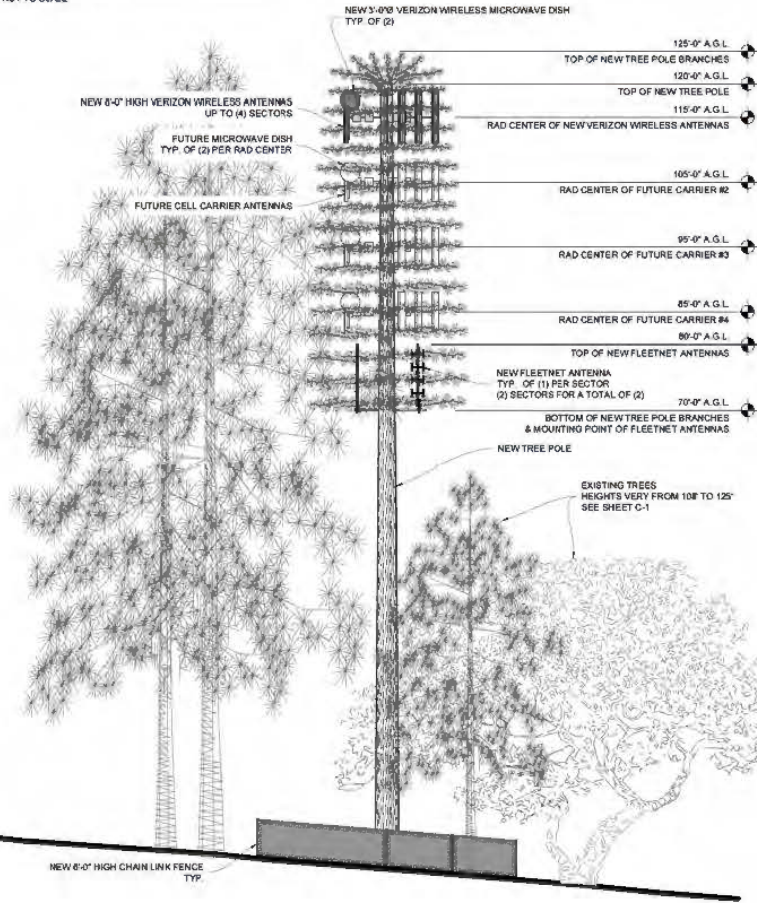 NEW 3'-0"Ø VERIZON WIRELESS MICROWAVE DISH
TYP. OF (2)
125'-0" A.G.L.
TOP OF NEW TREE POLE BRANCHES
120'-0" A.G.L.
TOP OF NEW TREE POLE
NEW 8'-0" HIGH VERIZON WIRELESS ANTENNAS
UP TO (4) SECTORS
115'-0" A.G.L.
RAD CENTER OF NEW VERIZON WIRELESS ANTENNAS
FUTURE MICROWAVE DISH
TYP. OF (2) PER RAD CENTER
105'-0" A.G.L.
RAD CENTER OF FUTURE CARRIER #2
FUTURE CELL CARRIER ANTENNAS
95'-0" A.G.L.
RAD CENTER OF FUTURE CARRIER #3
85'-0" A.G.L.
RAD CENTER OF FUTURE CARRIER #4
80'-0" A.G.L.
TOP OF NEW FLEETNET ANTENNAS
NEW FLEETNET ANTENNA
TYP. OF (1) PER SECTOR
(2) SECTORS FOR A TOTAL OF (2)
70'-0" A.G.L.
BOTTOM OF NEW TREE POLE BRANCHES
& MOUNTING POINT OF FLEETNET ANTENNAS
NEW TREE POLE
EXISTING TREES
HEIGHTS VERY FROM TO 125'
SEE SHEET C-1
NEW 6'-0" HIGH CHAIN LINK FENCE
TYP.